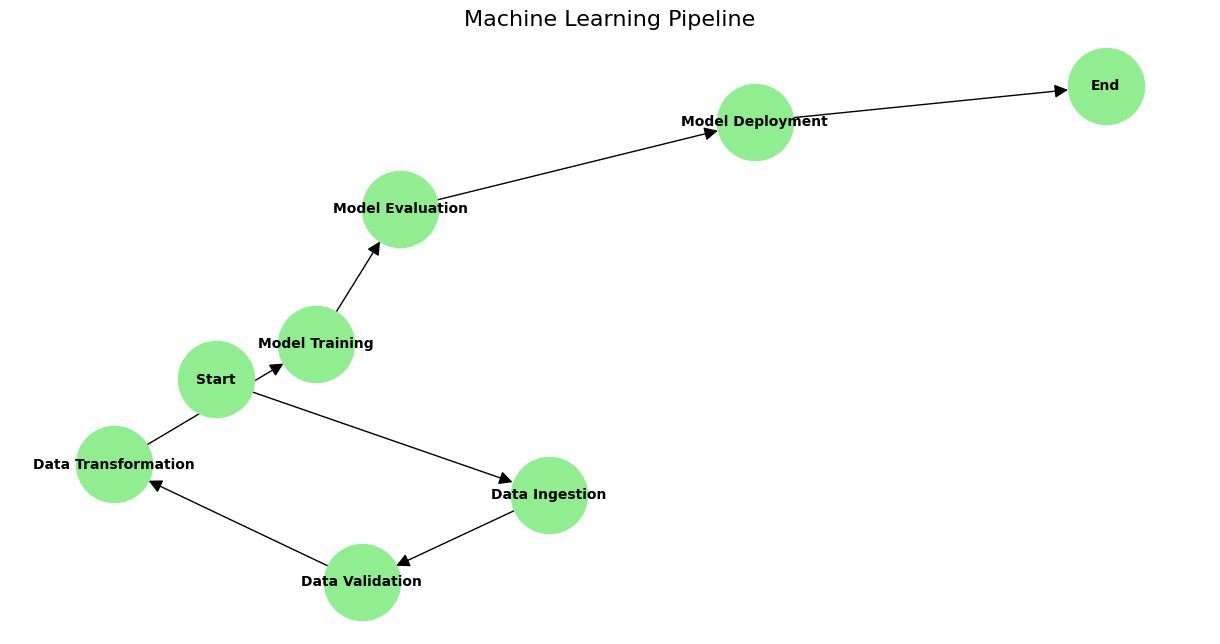 Machine Learning Pipeline
End
Model Deployment
Model Evaluation
Model Training
Start
Data Transformation
Data Ingestion
Data Validation